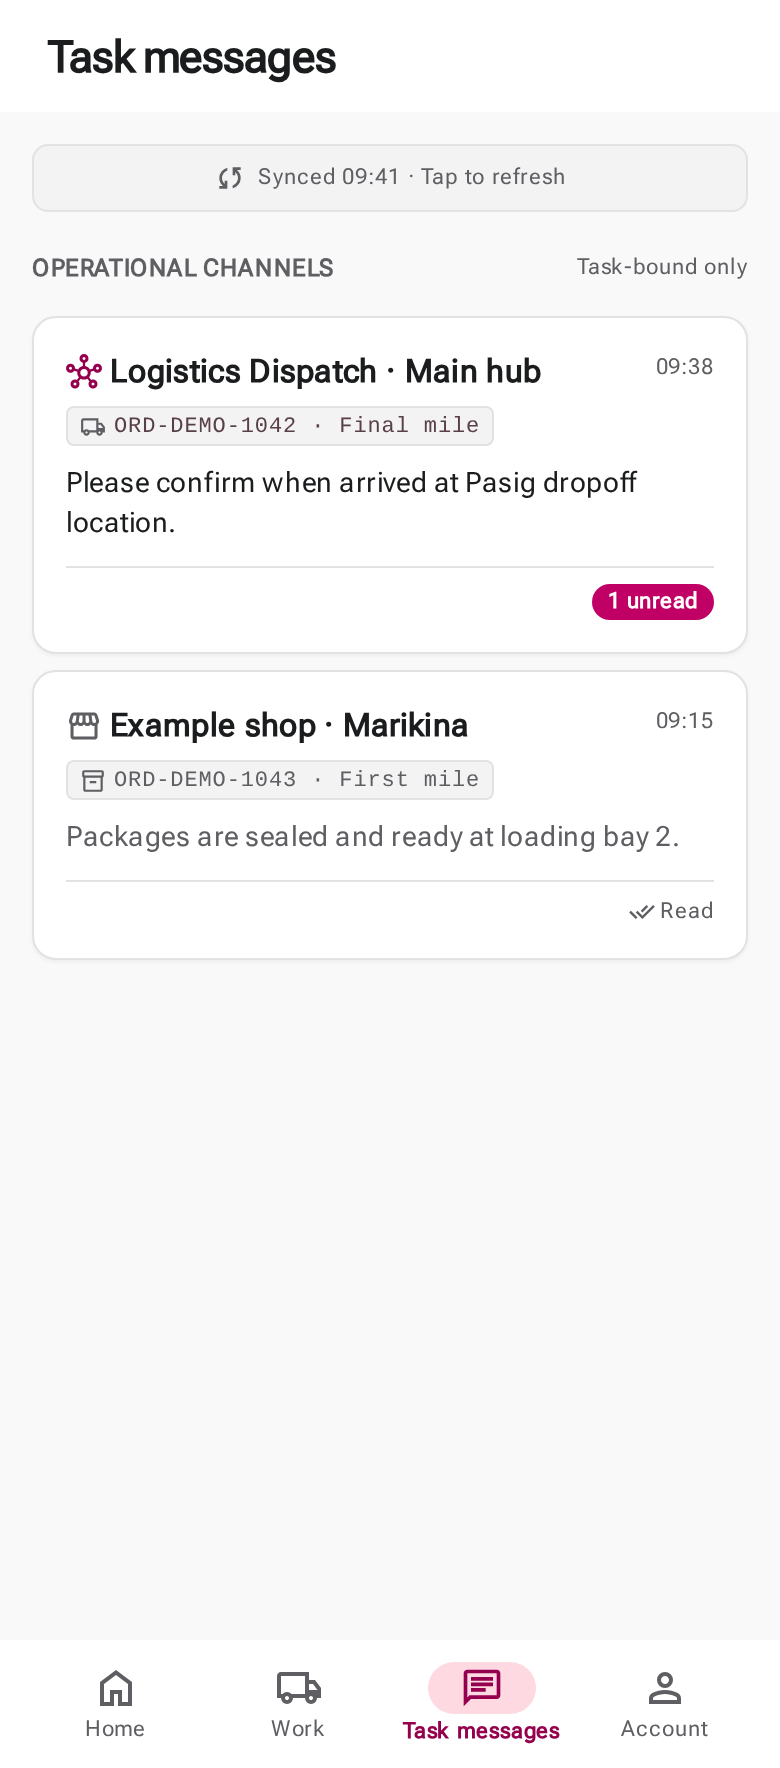 Task messages
Synced 09:41 · Tap to refresh
OPERATIONAL CHANNELS
Task-bound only
Logistics Dispatch · Main hub
09:38
ORD-DEMO-1042 · Final mile
Please confirm when arrived at Pasig dropoff
location.
1 unread
Example shop · Marikina
09:15
ORD-DEMO-1043 · First mile
Packages are sealed and ready at loading bay 2.
Read
Home
Work
Task messages
Account